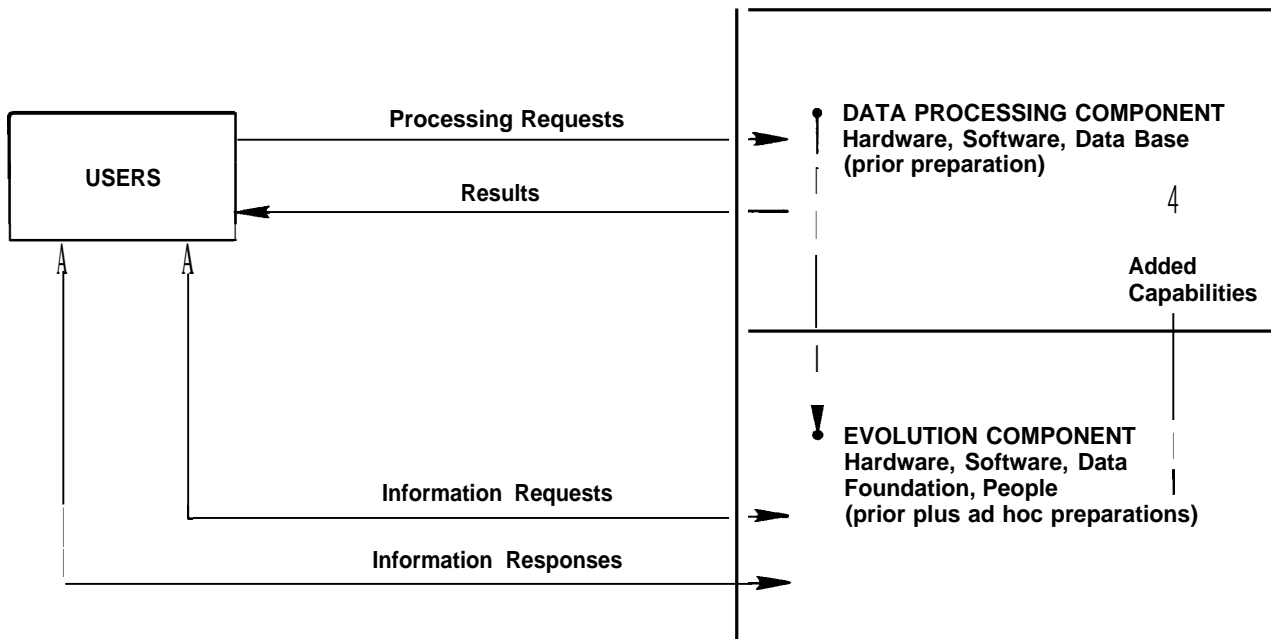 Processing Requests
USERS
Results
DATA PROCESSING COMPONENT
Hardware, Software, Data Base
(prior preparation)
Added
Capabilities
EVOLUTION COMPONENT
Hardware, Software, Data
Foundation, People
(prior plus ad hoc preparations)
Information Requests
Information Responses